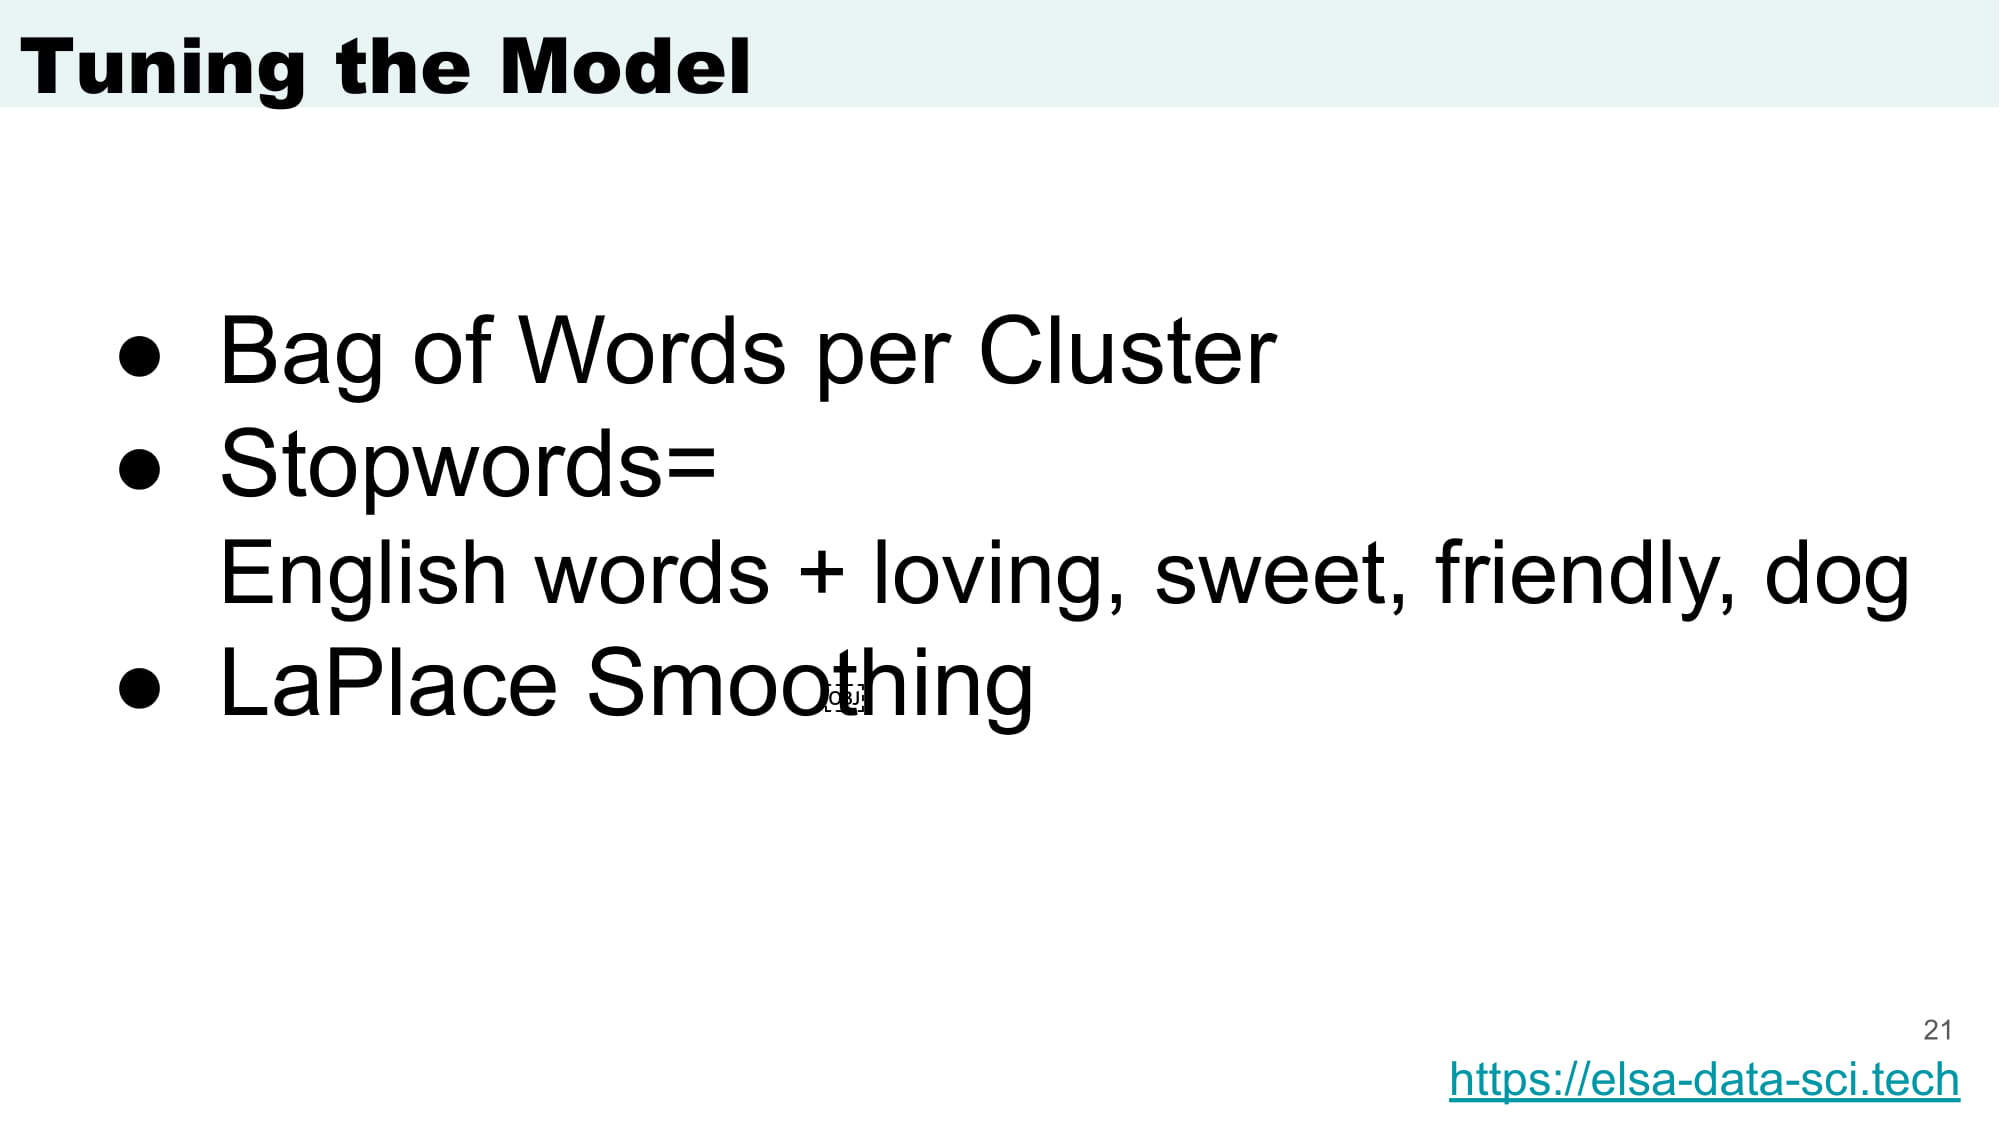 Tuning the Model
● Bag of Words per Cluster
● Stopwords=
English words + loving, sweet, friendly, dog
● LaPlace Smoothing
OBJ
21
https://elsa-data-sci.tech